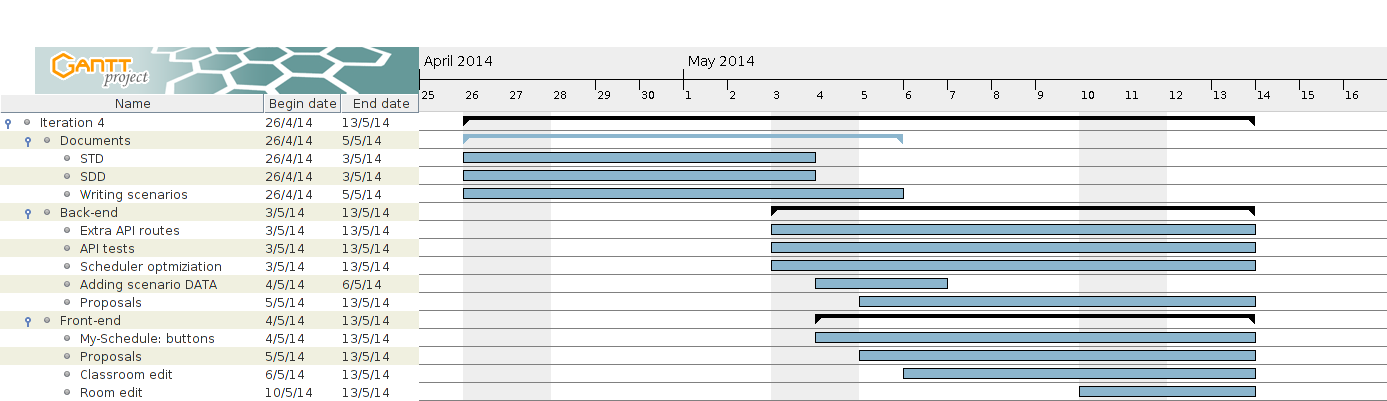 GANTT
project
April 2014 May 2014
25 26 27 28 29 30 1 2 3 4 5 6 7 8 9 10 11 12 13 14 15 16
Name Begin date End date
Iteration 4 26/4/14 13/5/14
Documents 26/4/14 5/5/14
STD 26/4/14 3/5/14
SDD 26/4/14 3/5/14
Writing scenarios 26/4/14 5/5/14
Back-end 3/5/14 13/5/14
Extra API routes 3/5/14 13/5/14
API tests 3/5/14 13/5/14
Scheduler optmiziation 3/5/14 13/5/14
Adding scenario DATA 4/5/14 6/5/14
Proposals 5/5/14 13/5/14
Front-end 4/5/14 13/5/14
My-Schedule: buttons 4/5/14 13/5/14
Proposals 5/5/14 13/5/14
Classroom edit 6/5/14 13/5/14
Room edit 10/5/14 13/5/14